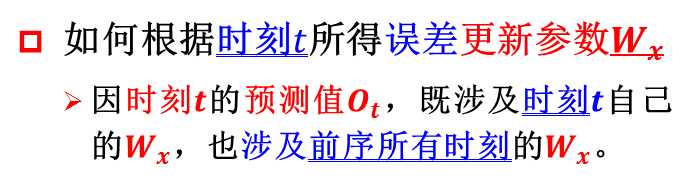 如何根据时刻t所得误差更新参数Wx
因时刻t的预测值Ot，既涉及时刻t自己
的Wx，也涉及前序所有时刻的Wx。